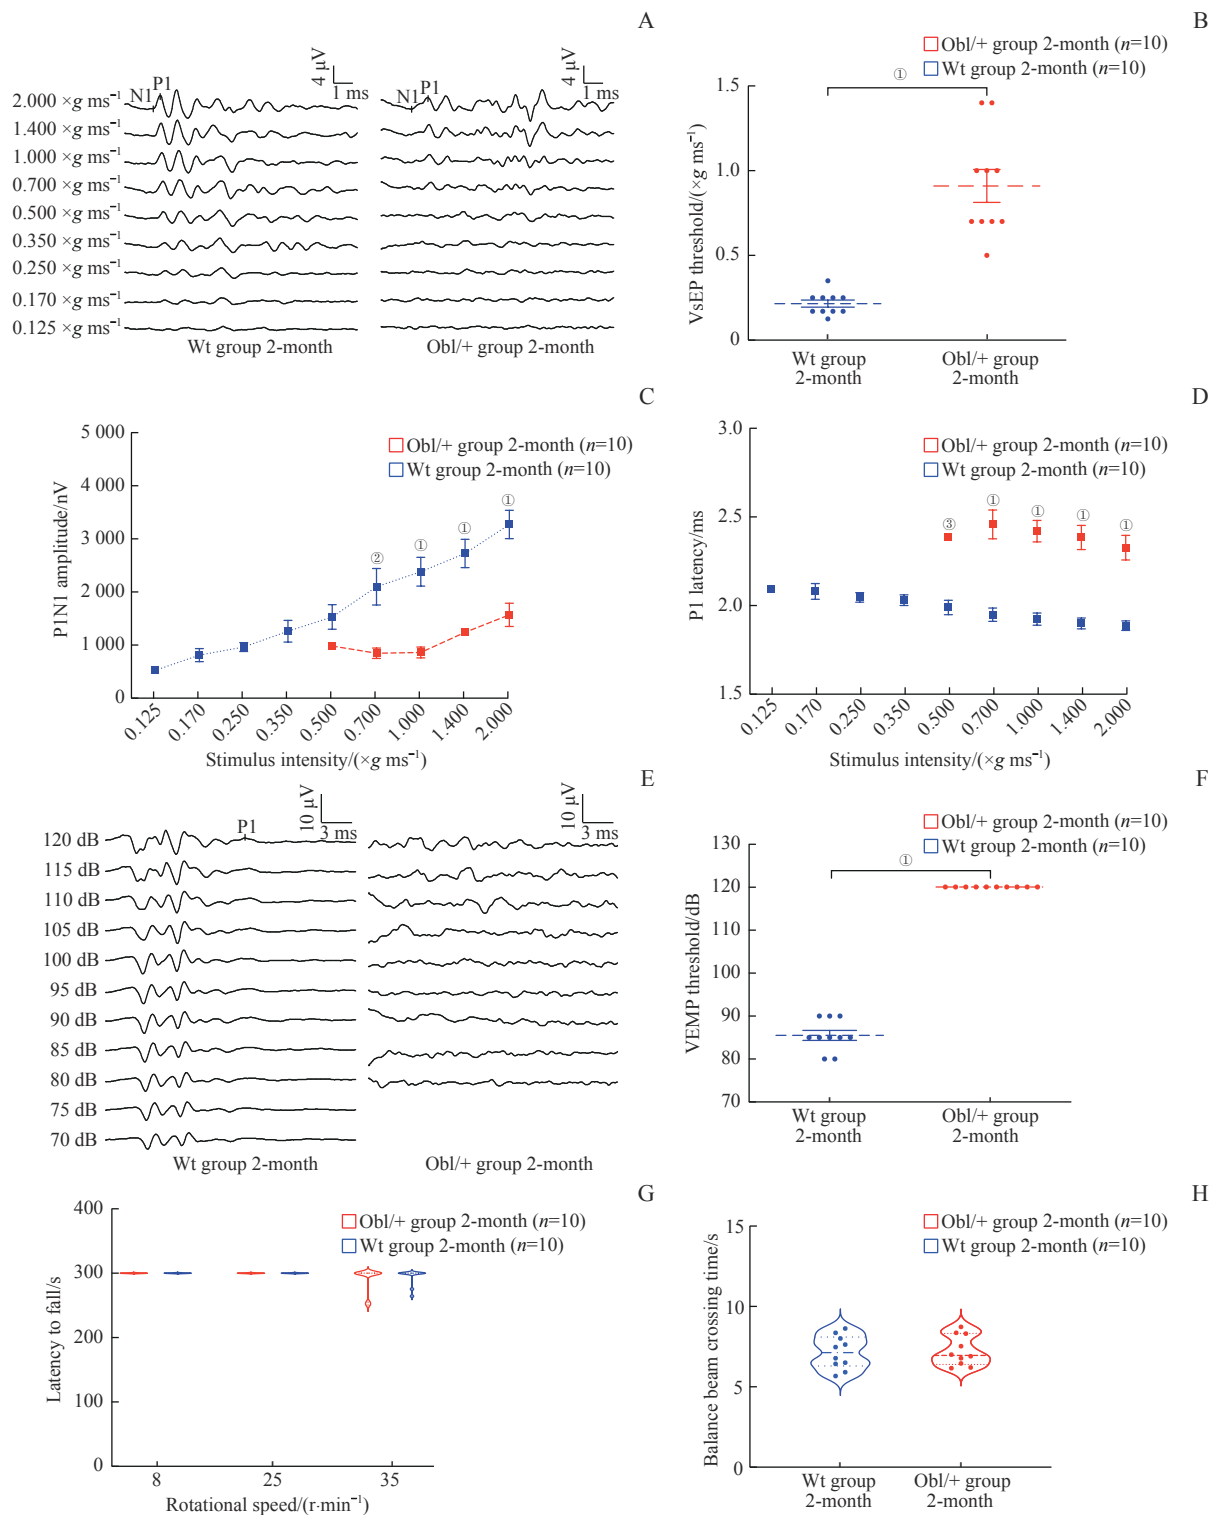 A
4 μV
1 ms
4 μV
1 ms
N1
P1
N1
P1
2.000 ×g ms⁻¹
1.400 ×g ms⁻¹
1.000 ×g ms⁻¹
0.700 ×g ms⁻¹
0.500 ×g ms⁻¹
0.350 ×g ms⁻¹
0.250 ×g ms⁻¹
0.170 ×g ms⁻¹
0.125 ×g ms⁻¹
Wt group 2-month
Obl/+ group 2-month
B
Obl/+ group 2-month (n=10)
Wt group 2-month (n=10)
①
VsEP threshold/(×g ms⁻¹)
1.5
1.0
0.5
0
Wt group
2-month
Obl/+ group
2-month
C
Obl/+ group 2-month (n=10)
Wt group 2-month (n=10)
P1N1 amplitude/nV
5 000
4 000
3 000
2 000
1 000
0
②
①
①
①
0.125
0.170
0.250
0.350
0.500
0.700
1.000
1.400
2.000
Stimulus intensity/(×g ms⁻¹)
D
Obl/+ group 2-month (n=10)
Wt group 2-month (n=10)
P1 latency/ms
3.0
2.5
2.0
1.5
③
①
①
①
①
0.125
0.170
0.250
0.350
0.500
0.700
1.000
1.400
2.000
Stimulus intensity/(×g ms⁻¹)
E
10 μV
3 ms
10 μV
3 ms
P1
120 dB
115 dB
110 dB
105 dB
100 dB
95 dB
90 dB
85 dB
80 dB
75 dB
70 dB
Wt group 2-month
Obl/+ group 2-month
F
Obl/+ group 2-month (n=10)
Wt group 2-month (n=10)
①
VEMP threshold/dB
130
120
110
100
90
80
70
Wt group
2-month
Obl/+ group
2-month
G
Obl/+ group 2-month (n=10)
Wt group 2-month (n=10)
Latency to fall/s
400
300
200
100
0
8
25
35
Rotational speed/(r·min⁻¹)
H
Obl/+ group 2-month (n=10)
Wt group 2-month (n=10)
Balance beam crossing time/s
15
10
5
0
Wt group
2-month
Obl/+ group
2-month